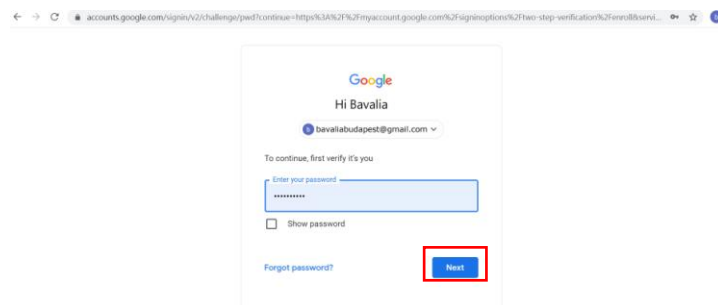 accounts.google.com/signin/v2/challenge/pwd?continue=https%3A%2F%2Fmyaccount.google.com%2Fsigninoptions%2Ftwo-step-verification%2Fenroll&servi...
Google
Hi Bavalia
bavaliabudapest@gmail.com
To continue, first verify it's you
Enter your password
••••••••••
Show password
Forgot password?
Next